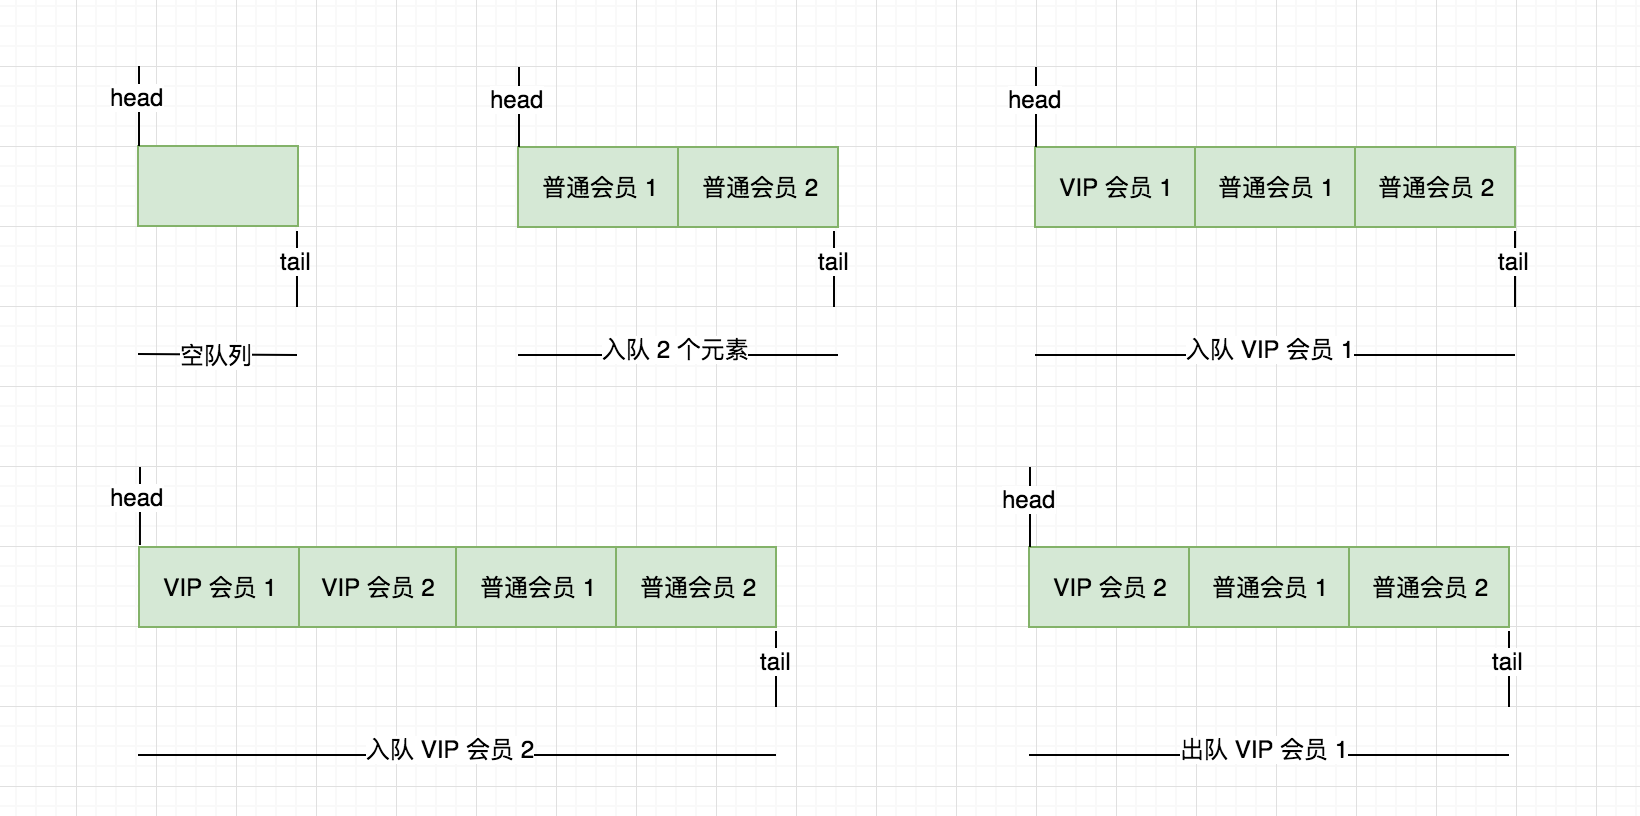 head
tail
空队列
head
普通会员 1
普通会员 2
tail
入队 2 个元素
head
VIP 会员 1
普通会员 1
普通会员 2
tail
入队 VIP 会员 1
head
VIP 会员 1
VIP 会员 2
普通会员 1
普通会员 2
tail
入队 VIP 会员 2
head
VIP 会员 2
普通会员 1
普通会员 2
tail
出队 VIP 会员 1